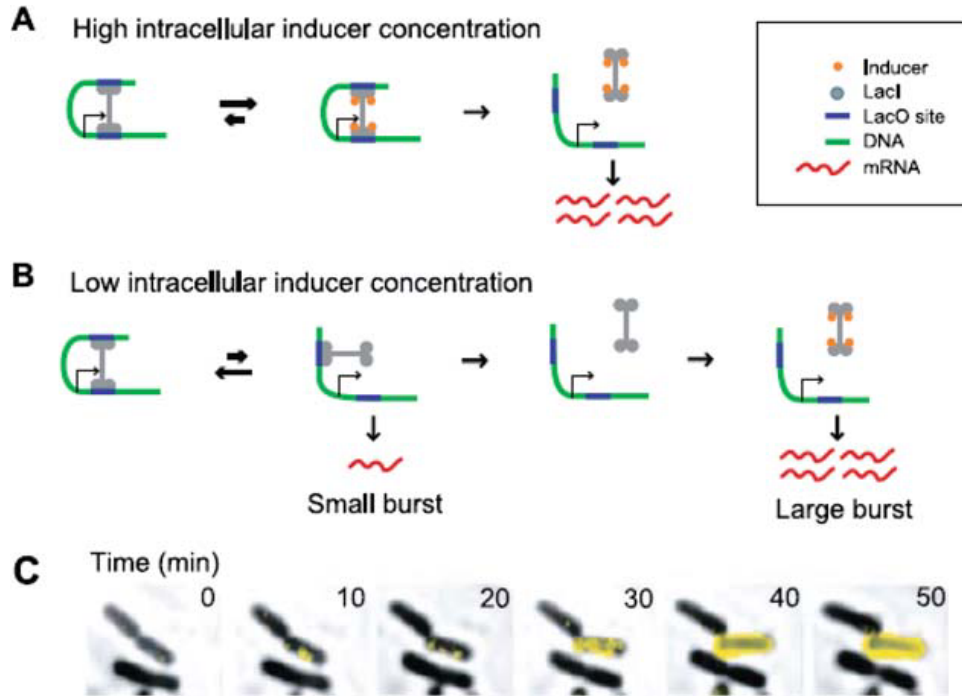 A
High intracellular inducer concentration
Inducer
LacI
LacO site
DNA
mRNA
B
Low intracellular inducer concentration
Small burst
Large burst
C
Time (min)
0 10 20 30 40 50